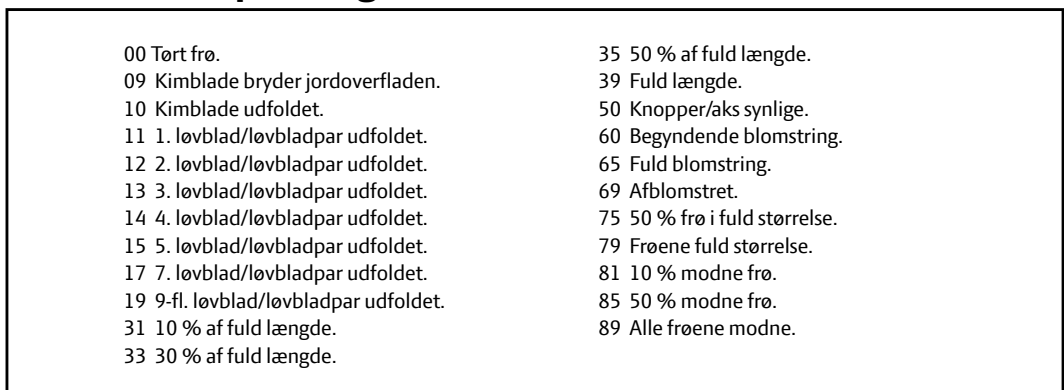 00 Tørt frø.
09 Kimblade bryder jordoverfladen.
10 Kimblade udfoldet.
11 1. løvblad/løvbladpar udfoldet.
12 2. løvblad/løvbladpar udfoldet.
13 3. løvblad/løvbladpar udfoldet.
14 4. løvblad/løvbladpar udfoldet.
15 5. løvblad/løvbladpar udfoldet.
17 7. løvblad/løvbladpar udfoldet.
19 9-fl. løvblad/løvbladpar udfoldet.
31 10 % af fuld længde.
33 30 % af fuld længde.
35 50 % af fuld længde.
39 Fuld længde.
50 Knopper/aks synlige.
60 Begyndende blomstring.
65 Fuld blomstring.
69 Afblomstret.
75 50 % frø i fuld størrelse.
79 Frøene fuld størrelse.
81 10 % modne frø.
85 50 % modne frø.
89 Alle frøene modne.